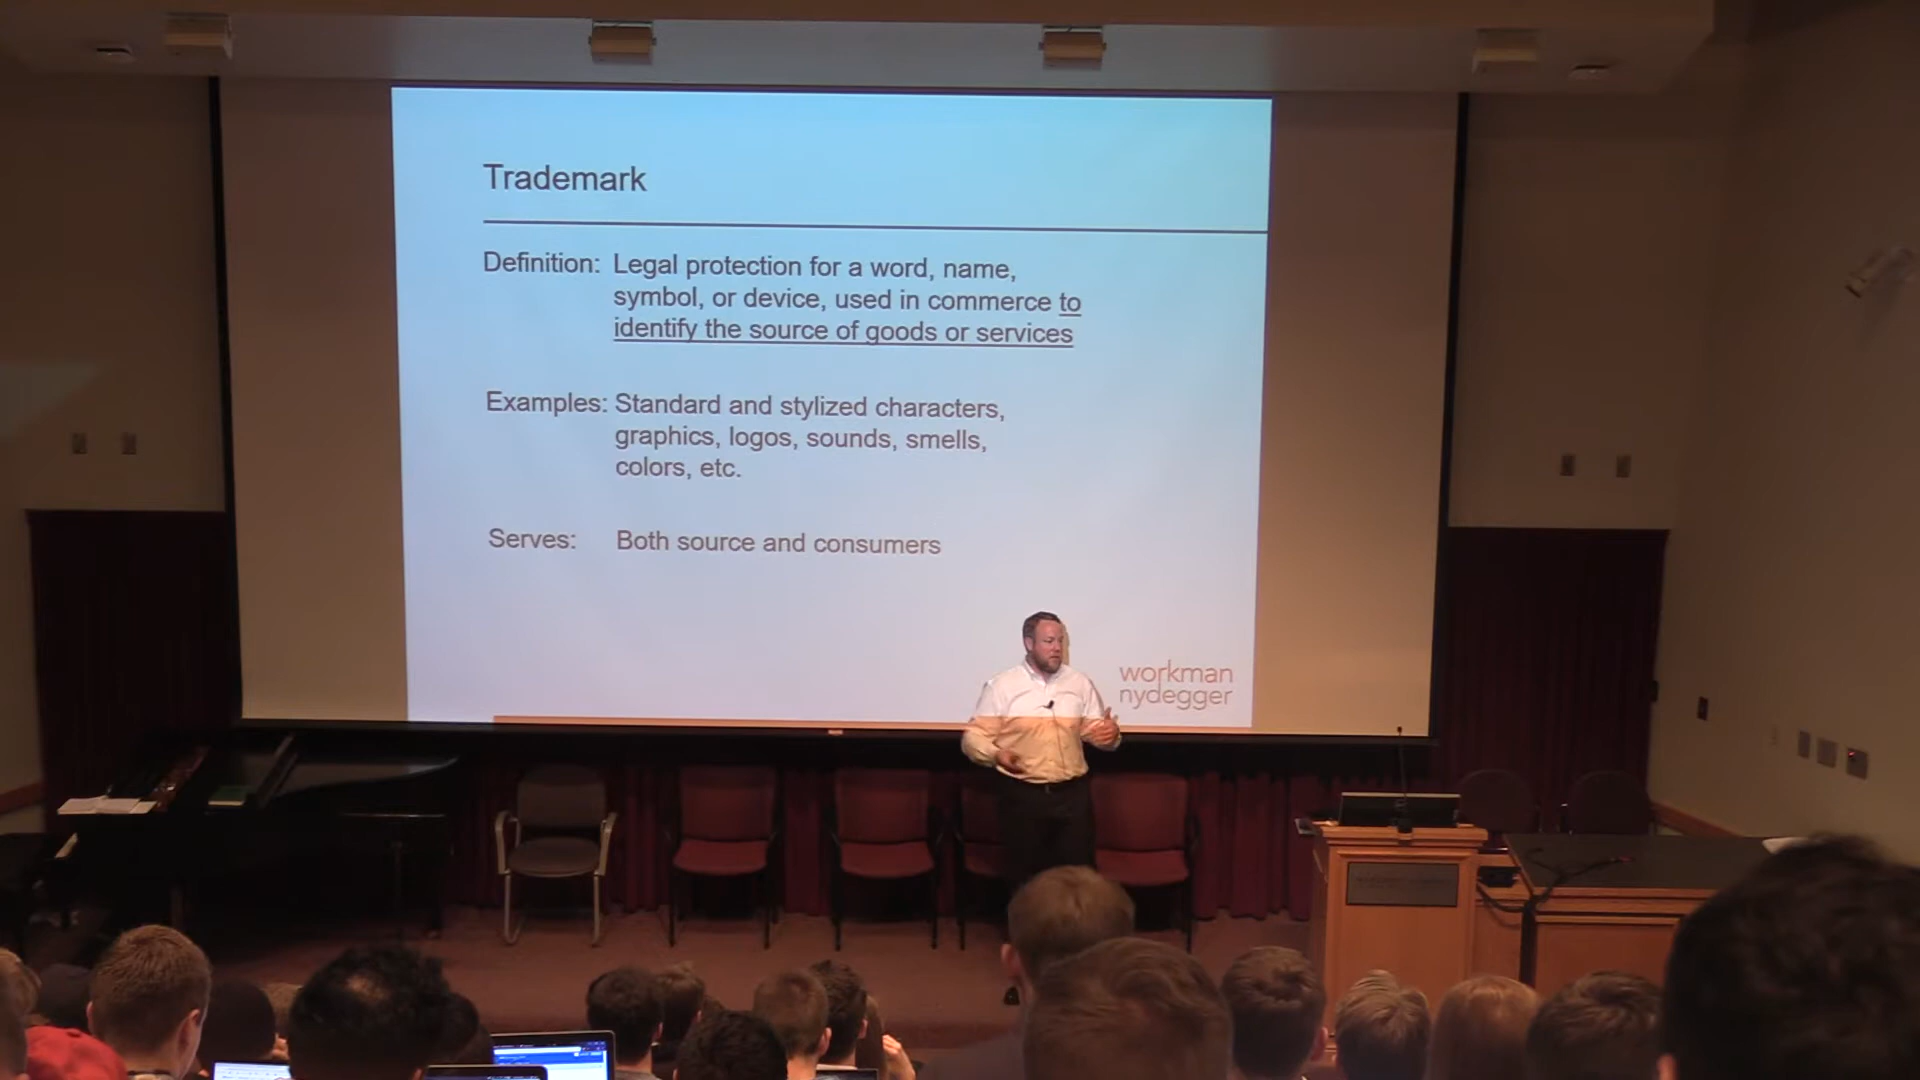 Trademark
Definition: Legal protection for a word, name,
symbol, or device, used in commerce to
identify the source of goods or services
Examples: Standard and stylized characters,
graphics, logos, sounds, smells,
colors, etc.
Serves: Both source and consumers
workman
nydegger